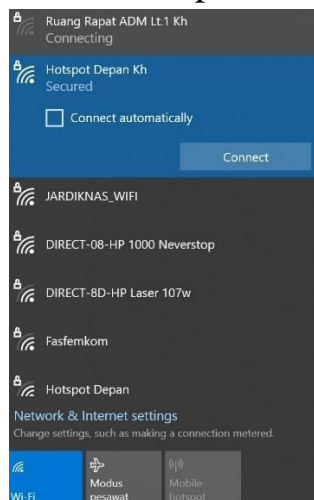 Ruang Rapat ADM Lt.1 Kh
Connecting
Hotspot Depan Kh
Secured
Connect automatically
Connect
JARDIKNAS_WIFI
DIRECT-08-HP 1000 Neverstop
DIRECT-8D-HP Laser 107w
Fasfemkom
Hotspot Depan
Network & Internet settings
Change settings, such as making a connection metered.
Wi-Fi
Modus pesawat
Mobile hotspot